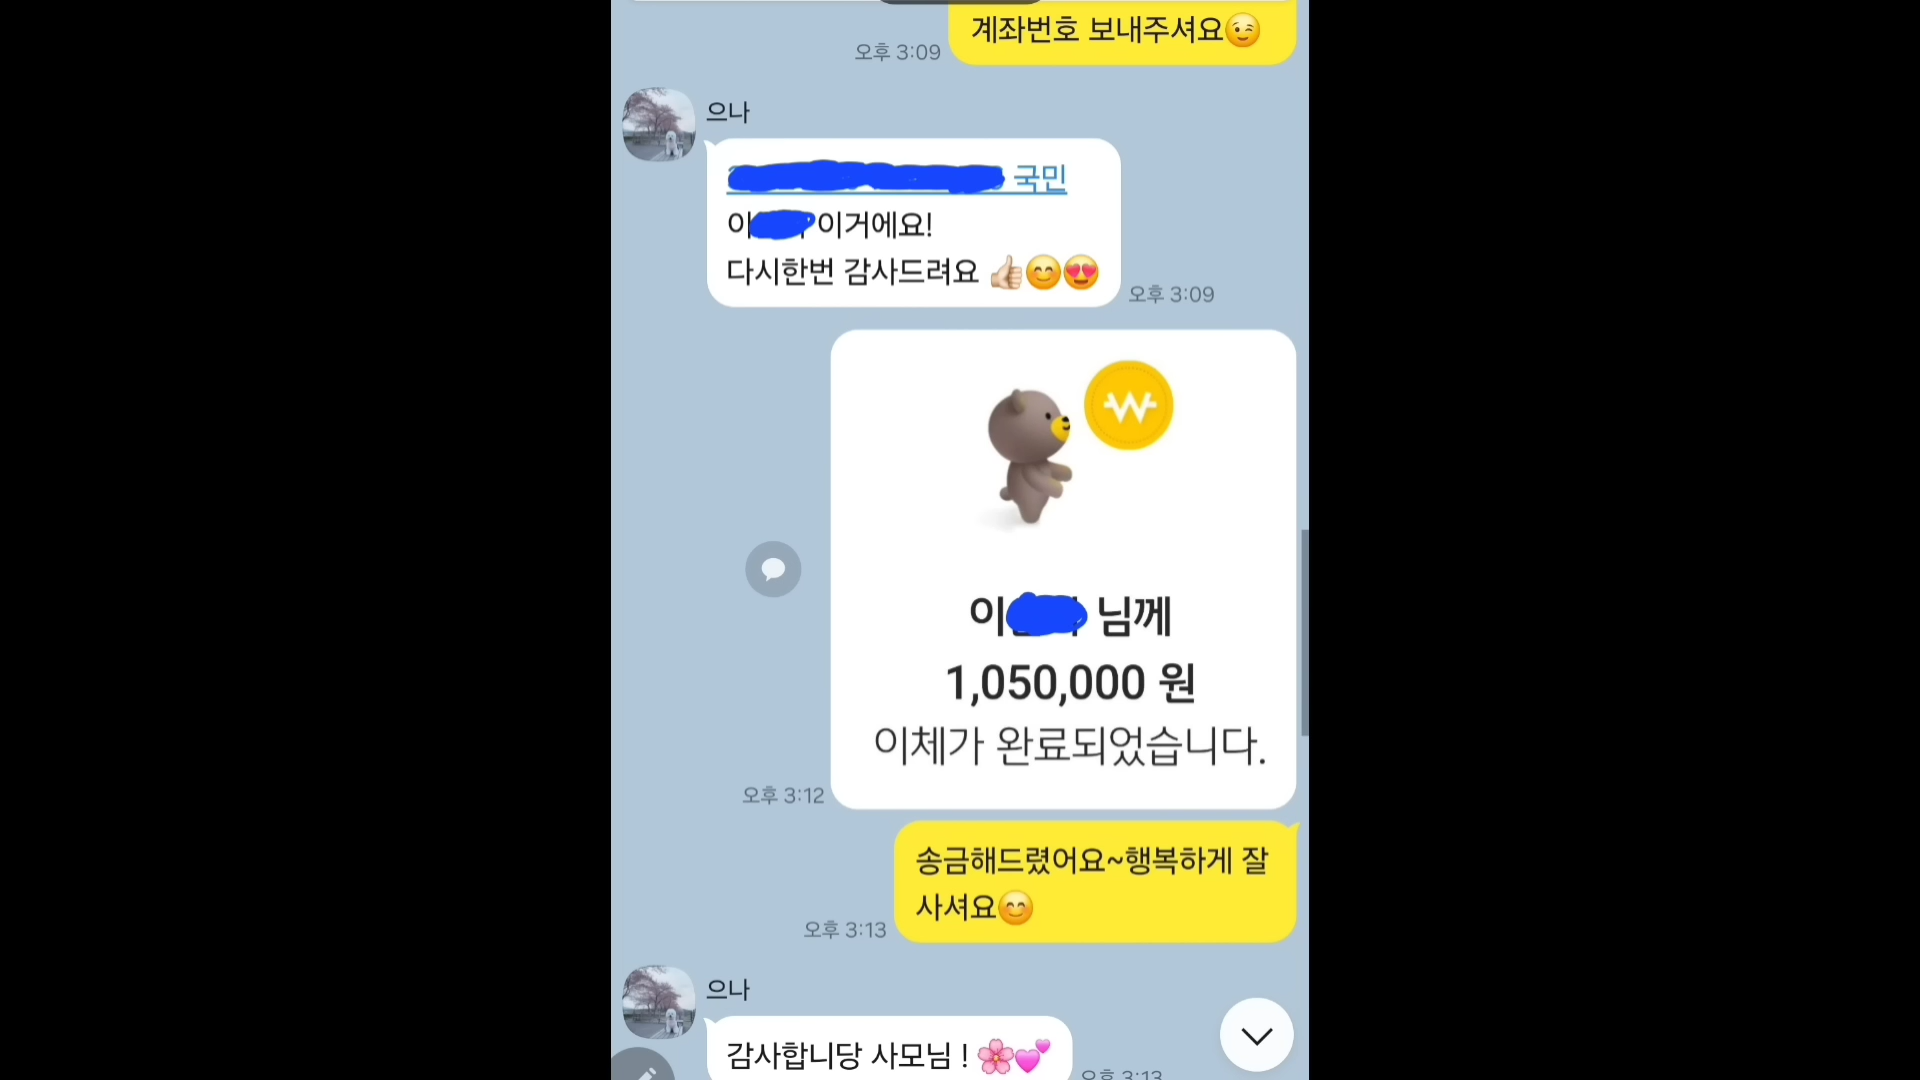 계좌번호 보내주셔요😉
오후 3:09
으나
국민
이 이거에요!
다시한번 감사드려요 👍🏻😊😍
오후 3:09
이 님께
1,050,000 원
이체가 완료되었습니다.
오후 3:12
송금해드렸어요~행복하게 잘
사셔요😊
오후 3:13
으나
감사합니당 사모님 ! 🌸💕
오후 3:13